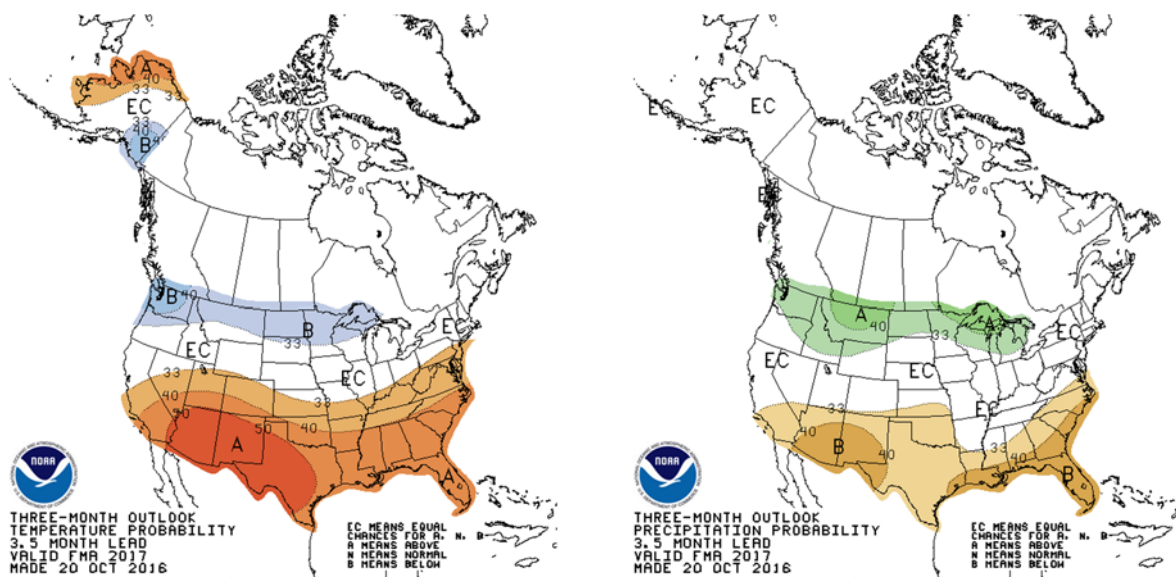 A
40
33
33
EC
33
40
B
B
40
B
33
EC
EC
EC
33
33
40
50
50
40
A
A
NOAA
THREE-MONTH OUTLOOK
TEMPERATURE PROBABILITY
3.5 MONTH LEAD
VALID FMA 2017
MADE 20 OCT 2016
EC MEANS EQUAL
CHANCES FOR A, N, B
A MEANS ABOVE
N MEANS NORMAL
B MEANS BELOW
EC
EC
A
40
33
A
EC
EC
EC
EC
33
40
B
40
33
40
B
NOAA
THREE-MONTH OUTLOOK
PRECIPITATION PROBABILITY
3.5 MONTH LEAD
VALID FMA 2017
MADE 20 OCT 2016
EC MEANS EQUAL
CHANCES FOR A, N, B
A MEANS ABOVE
N MEANS NORMAL
B MEANS BELOW